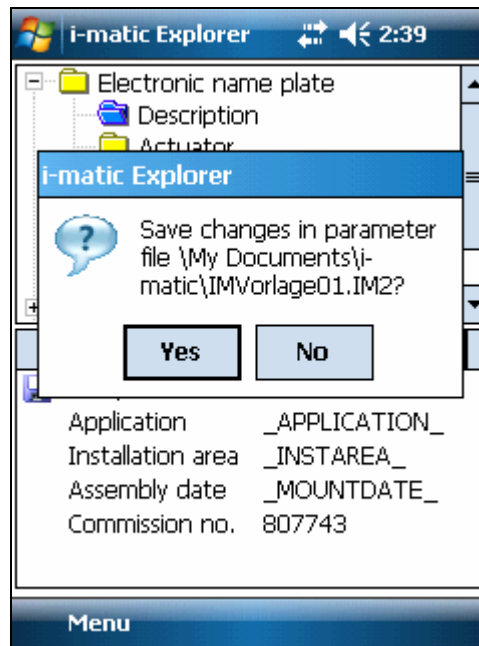 i-matic Explorer 2:39
Electronic name plate
Description
Actuator
i-matic Explorer
?
Save changes in parameter
file \My Documents\i-
matic\IMVorlage01.IM2?
Yes No
Application _APPLICATION_
Installation area _INSTAREA_
Assembly date _MOUNTDATE_
Commission no. 807743
Menu